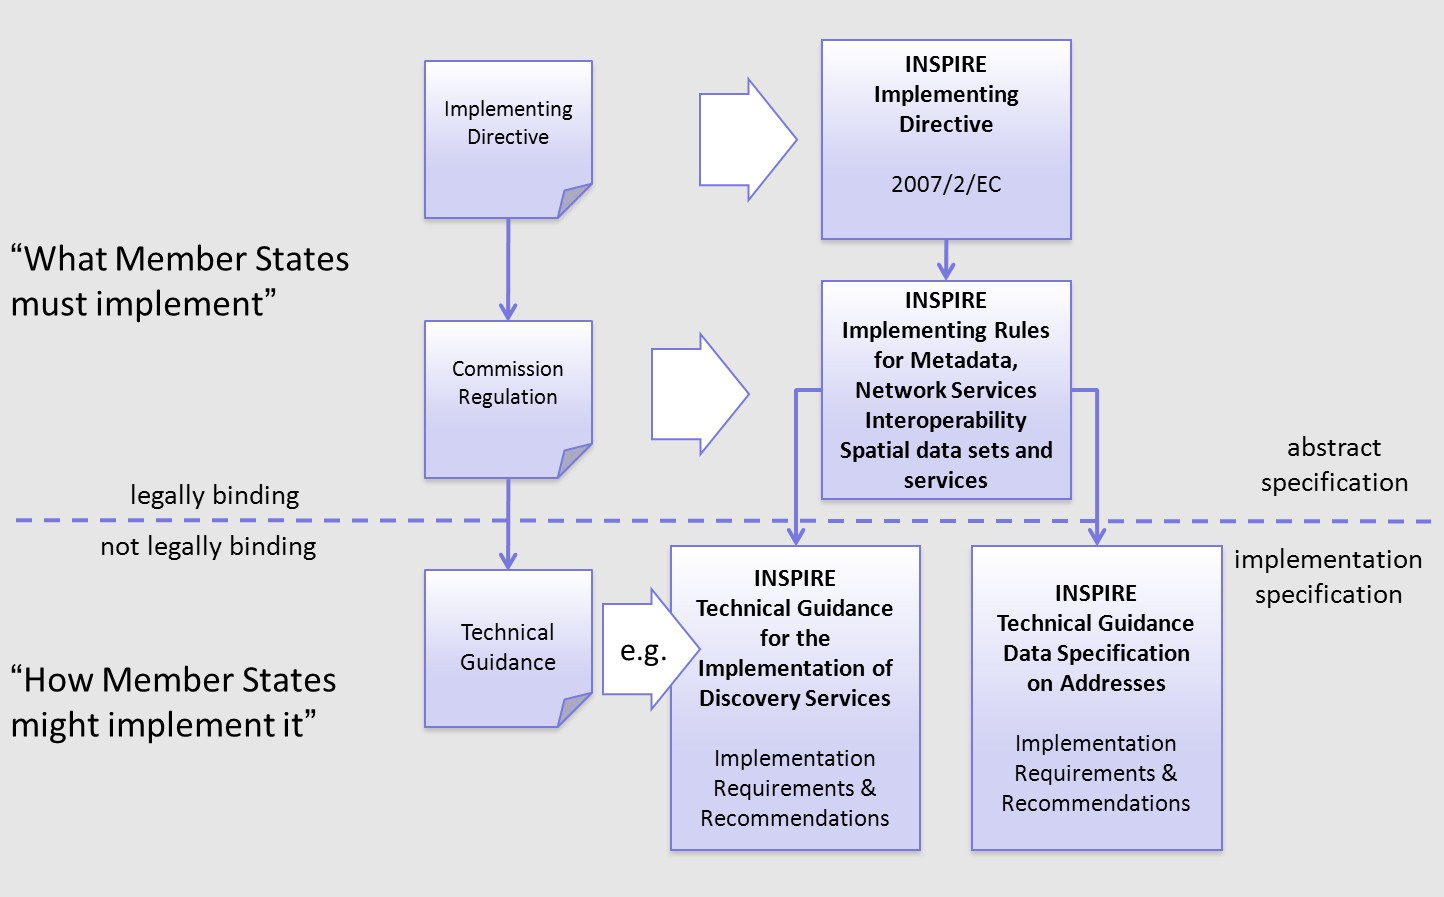 Implementing
Directive
INSPIRE
Implementing
Directive
2007/2/EC
“What Member States
must implement”
Commission
Regulation
INSPIRE
Implementing Rules
for Metadata,
Network Services
Interoperability
Spatial data sets and
services
abstract
specification
legally binding
not legally binding
implementation
specification
“How Member States
might implement it”
Technical
Guidance
e.g.
INSPIRE
Technical Guidance
for the
Implementation of
Discovery Services
Implementation
Requirements &
Recommendations
INSPIRE
Technical Guidance
Data Specification
on Addresses
Implementation
Requirements &
Recommendations